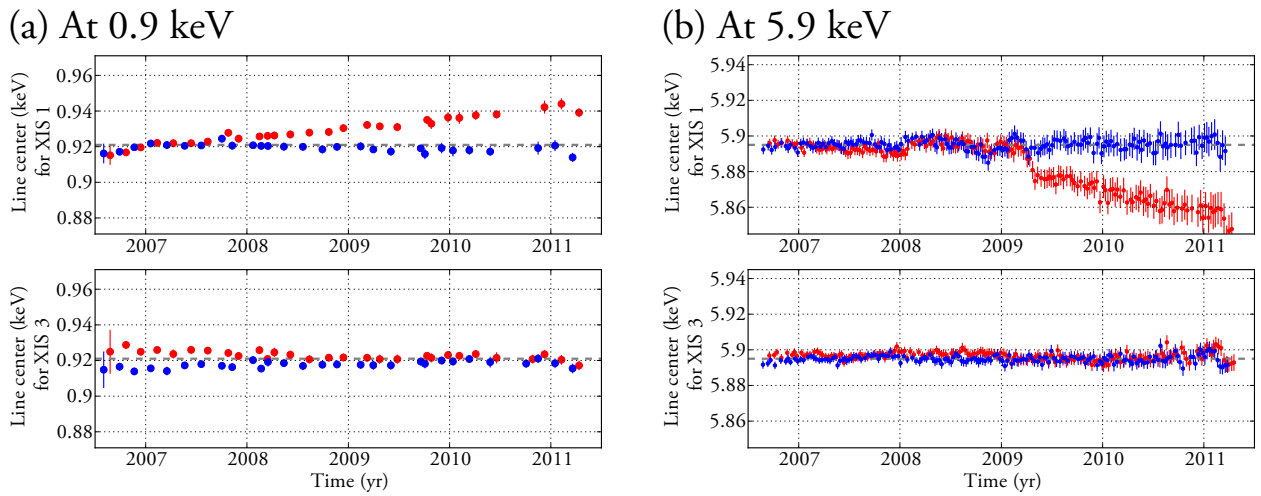 (a) At 0.9 keV
0.96
0.94
0.92
0.9
0.88
Line center (keV)
for XIS 1
2007 2008 2009 2010 2011
0.96
0.94
0.92
0.9
0.88
Line center (keV)
for XIS 3
2007 2008 2009 2010 2011
Time (yr)
(b) At 5.9 keV
5.94
5.92
5.9
5.88
5.86
Line center (keV)
for XIS 1
2007 2008 2009 2010 2011
5.94
5.92
5.9
5.88
5.86
Line center (keV)
for XIS 3
2007 2008 2009 2010 2011
Time (yr)